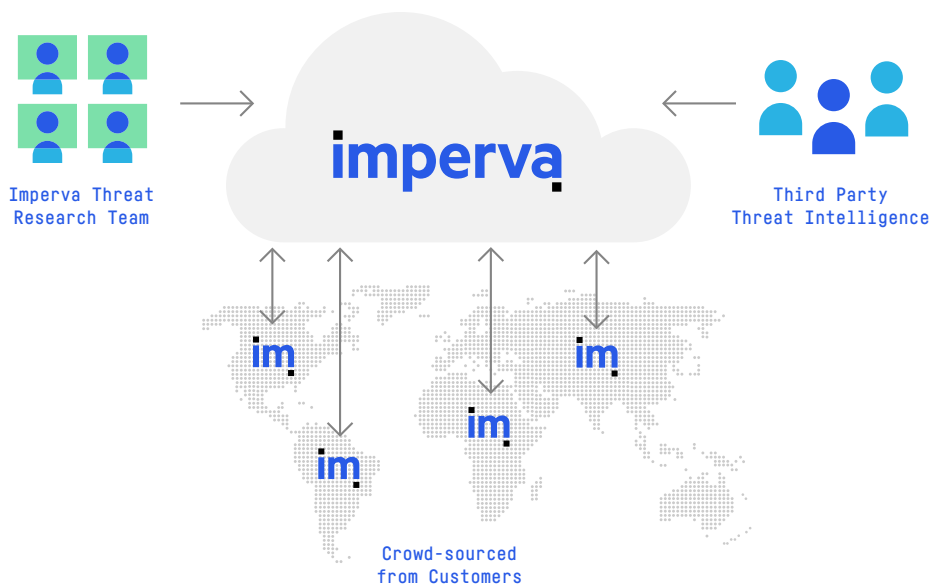 imperva
Imperva Threat
Research Team
Third Party
Threat Intelligence
im
im
im
im
Crowd-sourced
from Customers